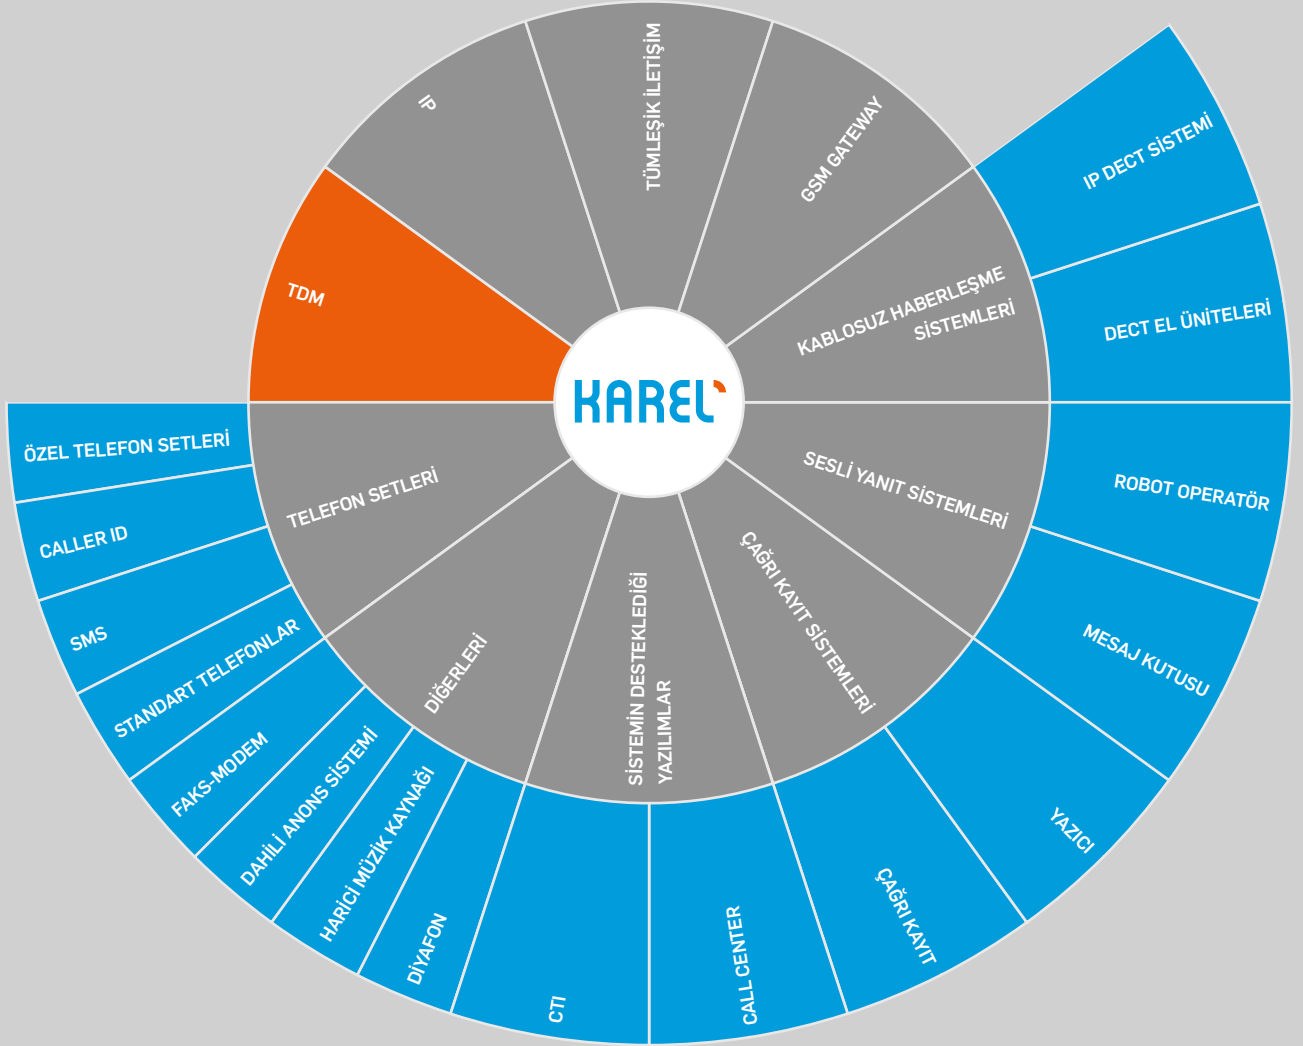 KAREL
TÜMLEŞİK İLETİŞİM
GSM GATEWAY
KABLOSUZ HABERLEŞME
SİSTEMLERİ
IP DECT SİSTEMİ
DECT EL ÜNİTELERİ
SESLİ YANIT SİSTEMLERİ
ROBOT OPERATÖR
MESAJ KUTUSU
ÇAĞRI KAYIT SİSTEMLERİ
YAZICI
ÇAĞRI KAYIT
SİSTEMİN DESTEKLEDİĞİ
YAZILIMLAR
CALL CENTER
CTI
DİĞERLERİ
DİYAFON
HARİCİ MÜZİK KAYNAĞI
DAHİLİ ANONS SİSTEMİ
FAKS-MODEM
TELEFON SETLERİ
STANDART TELEFONLAR
SMS
CALLER ID
ÖZEL TELEFON SETLERİ
TDM
IP